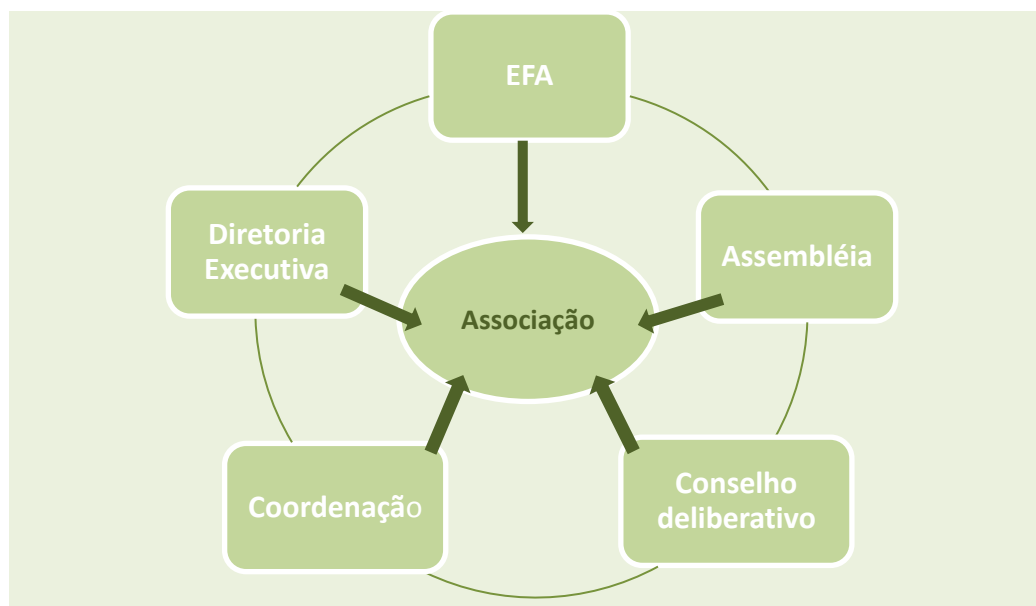 EFA
Diretoria
Executiva
Assembléia
Associação
Coordenação
Conselho
deliberativo